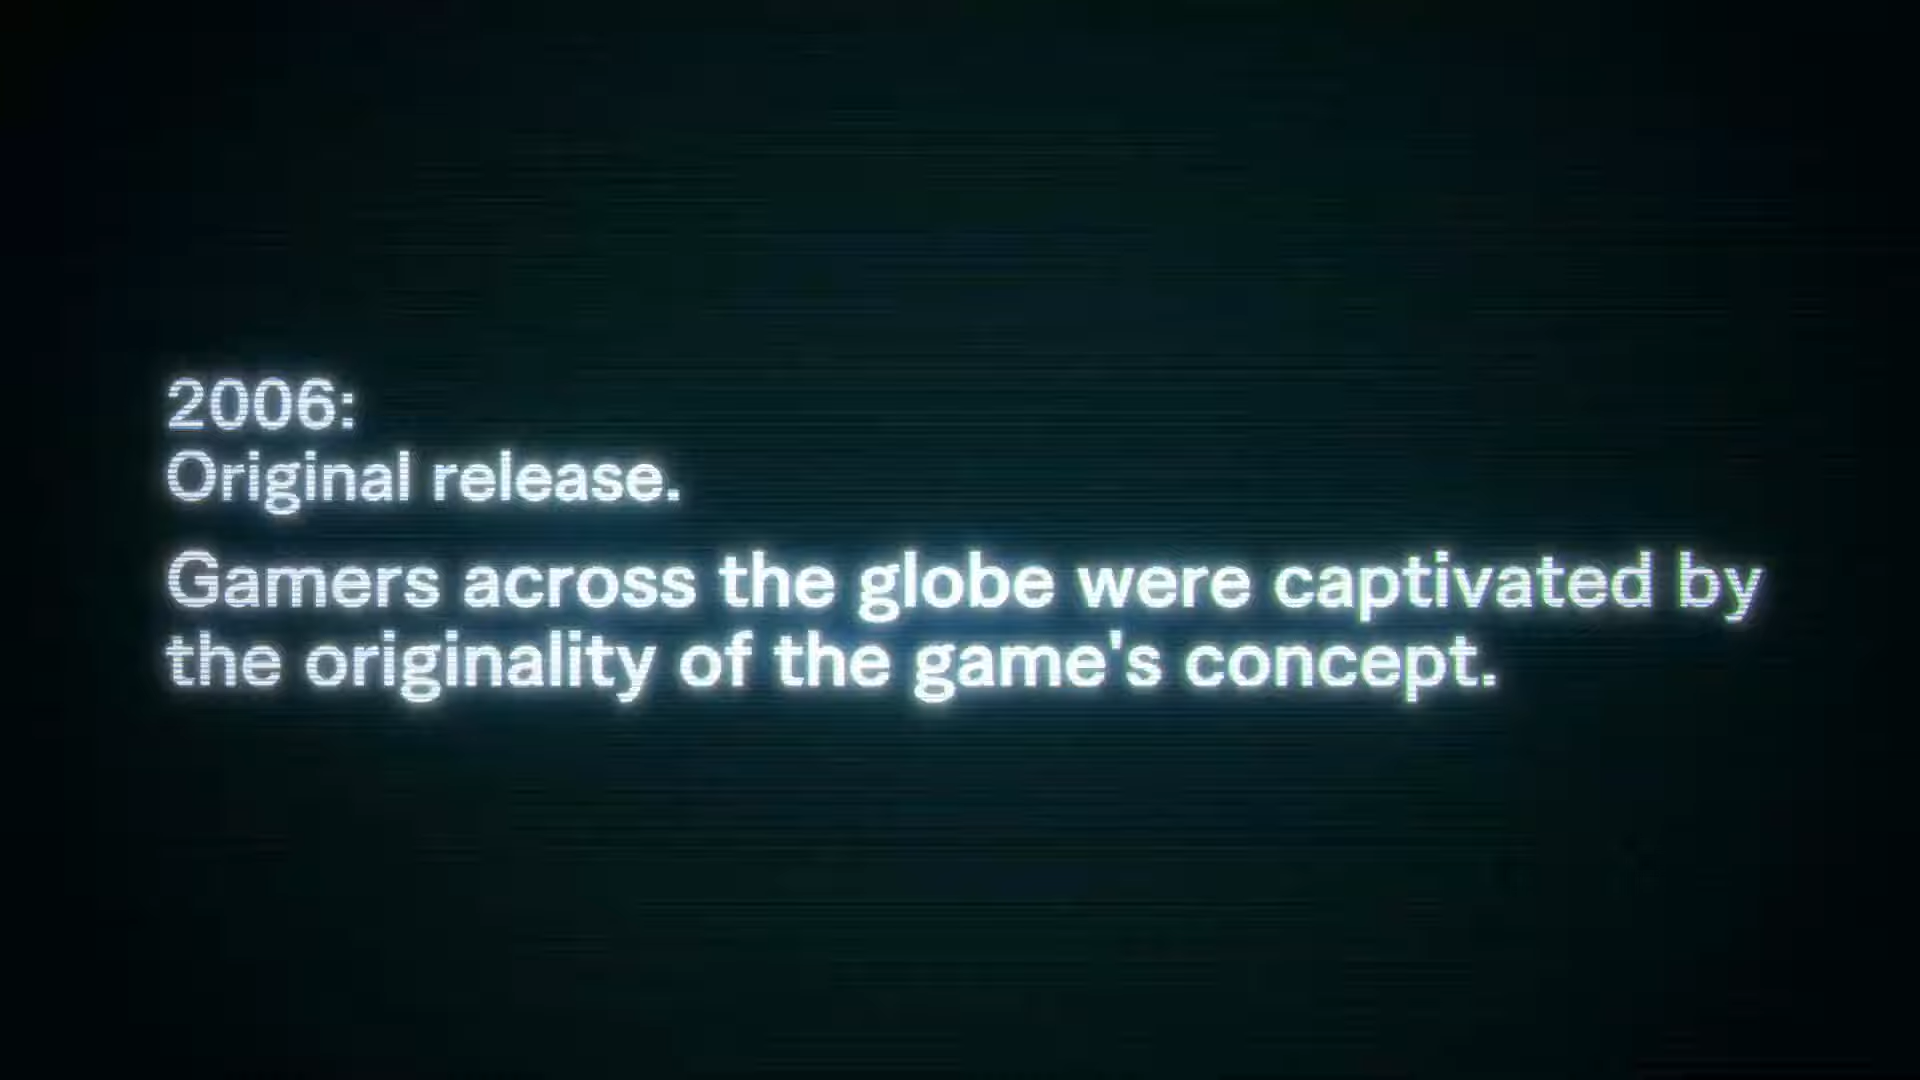 2006:
Original release.
Gamers across the globe were captivated by
the originality of the game's concept.